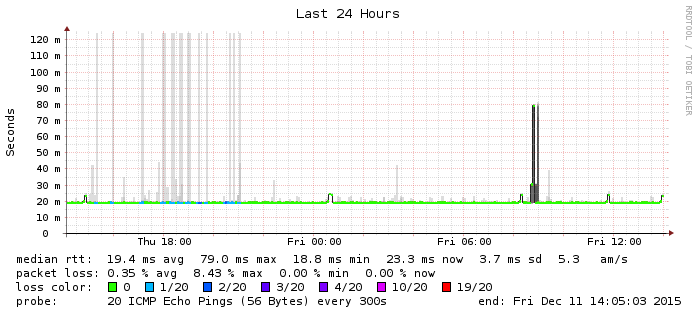 Last 24 Hours
RRDTOOL / TOBI OETIKER
Seconds
120 m
110 m
100 m
90 m
80 m
70 m
60 m
50 m
40 m
30 m
20 m
10 m
0
Thu 18:00 Fri 00:00 Fri 06:00 Fri 12:00
median rtt: 19.4 ms avg 79.0 ms max 18.8 ms min 23.3 ms now 3.7 ms sd 5.3 am/s
packet loss: 0.35 % avg 8.43 % max 0.00 % min 0.00 % now
loss color: 0 1/20 2/20 3/20 4/20 10/20 19/20
probe: 20 ICMP Echo Pings (56 Bytes) every 300s end: Fri Dec 11 14:05:03 2015